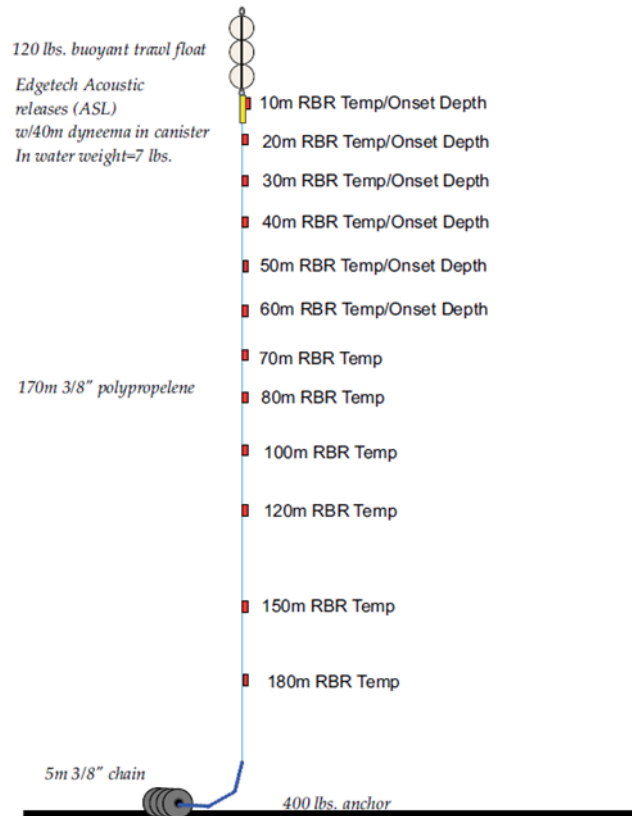 120 lbs. buoyant trawl float
Edgetech Acoustic
releases (ASL)
w/40m dyneema in canister
In water weight=7 lbs.
10m RBR Temp/Onset Depth
20m RBR Temp/Onset Depth
30m RBR Temp/Onset Depth
40m RBR Temp/Onset Depth
50m RBR Temp/Onset Depth
60m RBR Temp/Onset Depth
70m RBR Temp
170m 3/8" polypropelene
80m RBR Temp
100m RBR Temp
120m RBR Temp
150m RBR Temp
180m RBR Temp
5m 3/8" chain
400 lbs. anchor